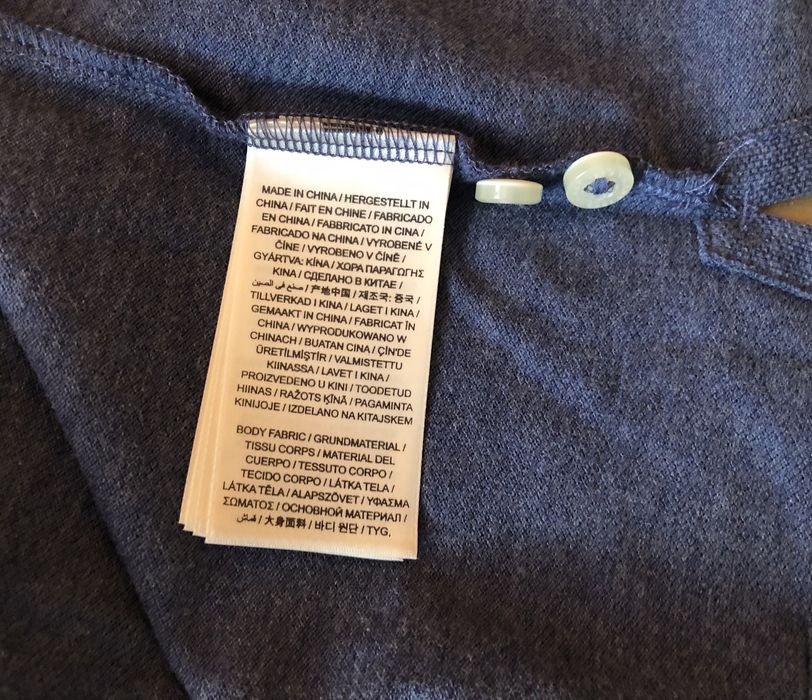 MADE IN CHINA / HERGESTELLT IN
CHINA / FAIT EN CHINE / FABRICADO
EN CHINA / FABBRICATO IN CINA /
FABRICADO NA CHINA / VYROBENÉ V
ČÍNE / VYROBENO V ČÍNĚ /
GYÁRTVA: KÍNA / ΧΩΡΑ ΠΑΡΑΓΩΓΗΣ
ΚΙΝΑ / СДЕЛАНО В КИТАЕ /
صنع في الصين / 产地中国 / 제조국: 중국 /
TILLVERKAD I KINA / LAGET I KINA /
GEMAAKT IN CHINA / FABRICAT ÎN
CHINA / WYPRODUKOWANO W
CHINACH / BUATAN CINA / ÇİN'DE
ÜRETİLMİŞTİR / VALMISTETTU
KIINASSA / LAVET I KINA /
PROIZVEDENO U KINI / TOODETUD
HIINAS / RAŽOTS ĶĪNĀ / PAGAMINTA
KINIJOJE / IZDELANO NA KITAJSKEM
BODY FABRIC / GRUNDMATERIAL /
TISSU CORPS / MATERIAL DEL
CUERPO / TESSUTO CORPO /
TECIDO CORPO / LÁTKA TELA /
LÁTKA TĚLA / ALAPSZÖVET / ΥΦΑΣΜΑ
ΣΩΜΑΤΟΣ / ОСНОВНОЙ МАТЕРИАЛ /
قماش / 大身面料 / 바디 원단 / TYG,